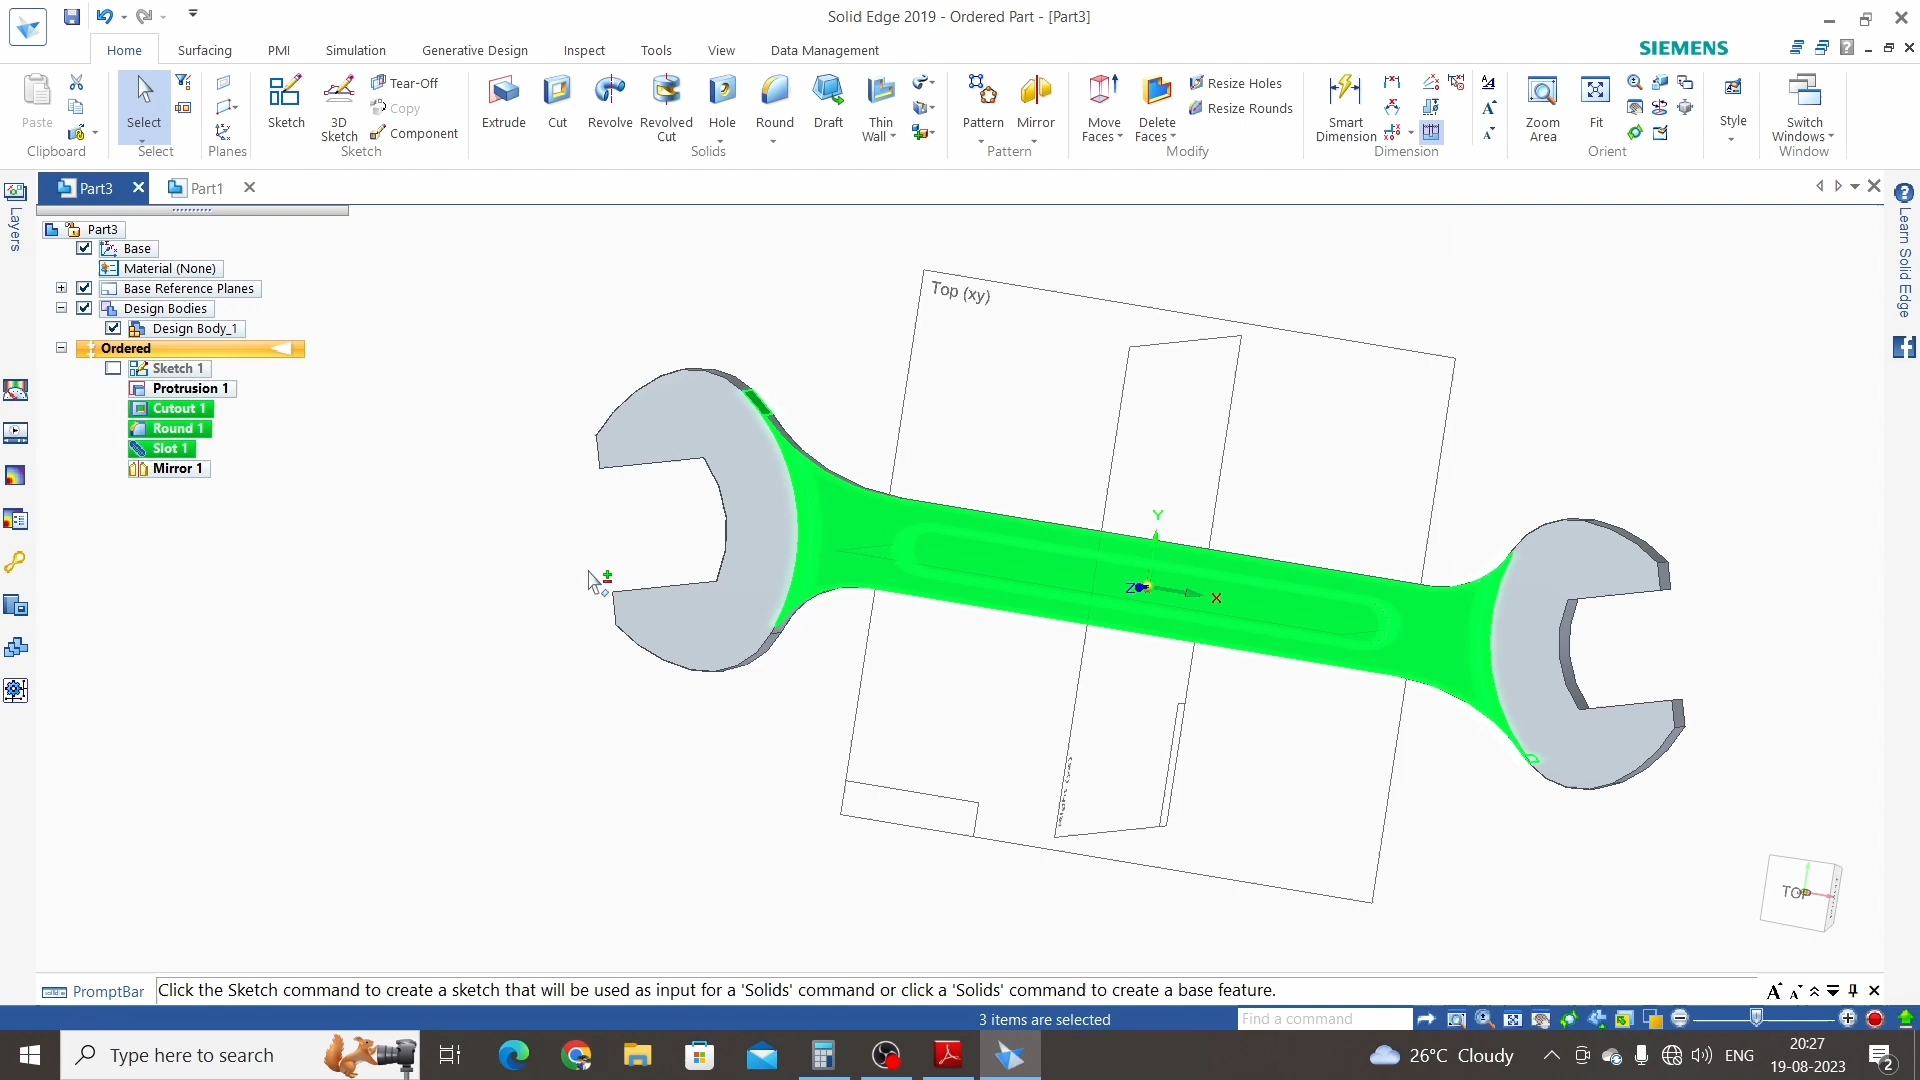 Solid Edge 2019 - Ordered Part - [Part3]
Home
Surfacing
PMI
Simulation
Generative Design
Inspect
Tools
View
Data Management
SIEMENS
Paste
Clipboard
Select
Select
Planes
Sketch
3D Sketch
Tear-Off
Copy
Component
Sketch
Extrude
Cut
Revolve
Revolved Cut
Hole
Round
Draft
Thin Wall
Solids
Pattern
Mirror
Pattern
Move Faces
Delete Faces
Resize Holes
Resize Rounds
Modify
Smart Dimension
Dimension
Zoom Area
Fit
Orient
Style
Switch Windows
Window
Part3
Part1
Layers
Learn Solid Edge
Part3
Base
Material (None)
Base Reference Planes
Design Bodies
Design Body_1
Ordered
Sketch 1
Protrusion 1
Cutout 1
Round 1
Slot 1
Mirror 1
Top (xy)
Y
Z
X
TOP
PromptBar
Click the Sketch command to create a sketch that will be used as input for a 'Solids' command or click a 'Solids' command to create a base feature.
3 items are selected
Find a command
Type here to search
26°C Cloudy
ENG
20:27
19-08-2023
2